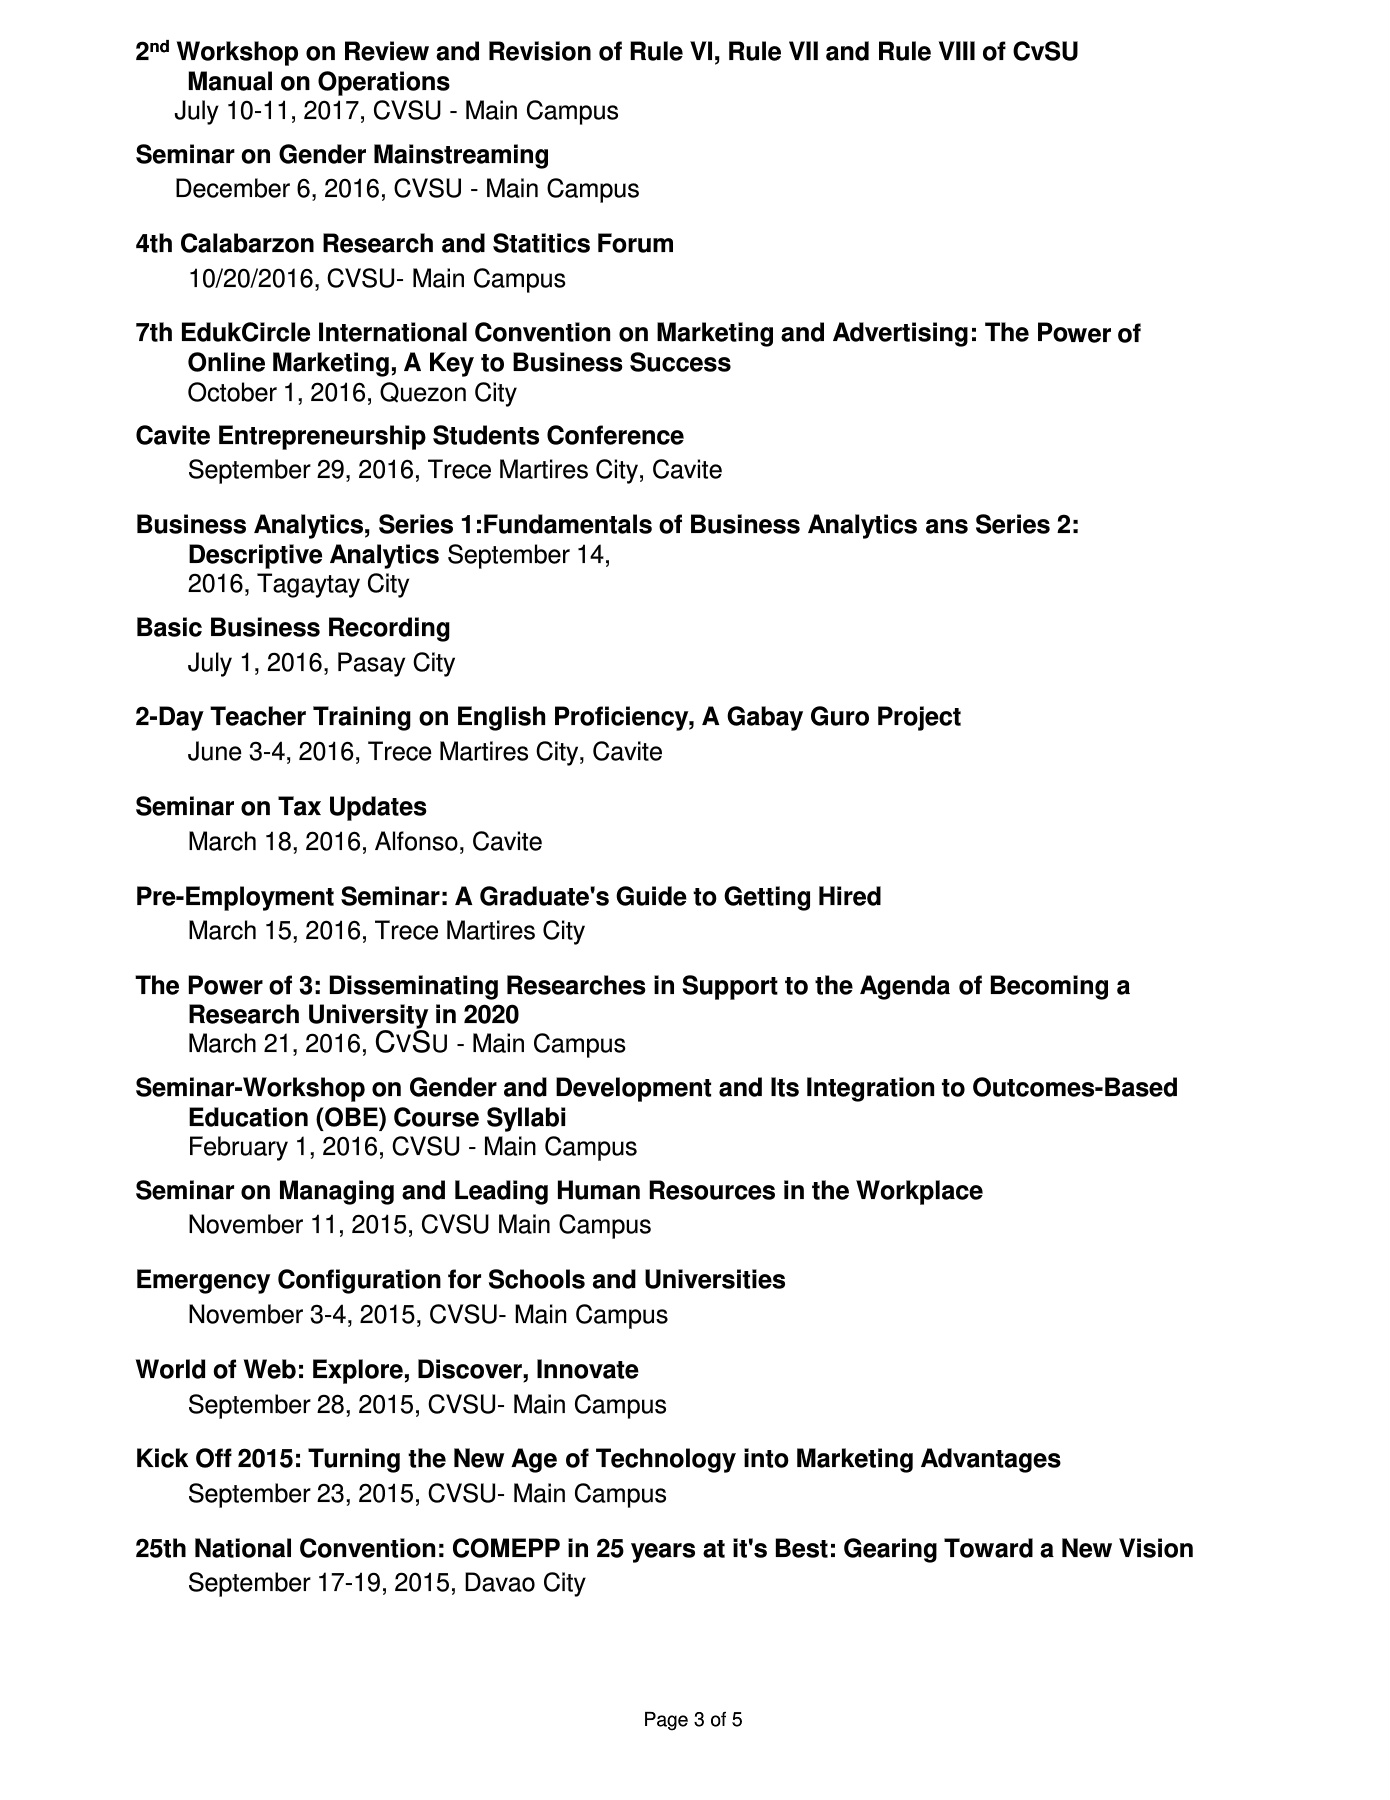 2nd Workshop on Review and Revision of Rule VI, Rule VII and Rule VIII of CvSU
Manual on Operations
July 10-11, 2017, CVSU - Main Campus
Seminar on Gender Mainstreaming
December 6, 2016, CVSU - Main Campus
4th Calabarzon Research and Statitics Forum
10/20/2016, CVSU- Main Campus
7th EdukCircle International Convention on Marketing and Advertising: The Power of
Online Marketing, A Key to Business Success
October 1, 2016, Quezon City
Cavite Entrepreneurship Students Conference
September 29, 2016, Trece Martires City, Cavite
Business Analytics, Series 1:Fundamentals of Business Analytics ans Series 2:
Descriptive Analytics September 14,
2016, Tagaytay City
Basic Business Recording
July 1, 2016, Pasay City
2-Day Teacher Training on English Proficiency, A Gabay Guro Project
June 3-4, 2016, Trece Martires City, Cavite
Seminar on Tax Updates
March 18, 2016, Alfonso, Cavite
Pre-Employment Seminar: A Graduate's Guide to Getting Hired
March 15, 2016, Trece Martires City
The Power of 3: Disseminating Researches in Support to the Agenda of Becoming a
Research University in 2020
March 21, 2016, CVSU - Main Campus
Seminar-Workshop on Gender and Development and Its Integration to Outcomes-Based
Education (OBE) Course Syllabi
February 1, 2016, CVSU - Main Campus
Seminar on Managing and Leading Human Resources in the Workplace
November 11, 2015, CVSU Main Campus
Emergency Configuration for Schools and Universities
November 3-4, 2015, CVSU- Main Campus
World of Web: Explore, Discover, Innovate
September 28, 2015, CVSU- Main Campus
Kick Off 2015: Turning the New Age of Technology into Marketing Advantages
September 23, 2015, CVSU- Main Campus
25th National Convention: COMEPP in 25 years at it's Best: Gearing Toward a New Vision
September 17-19, 2015, Davao City
Page 3 of 5